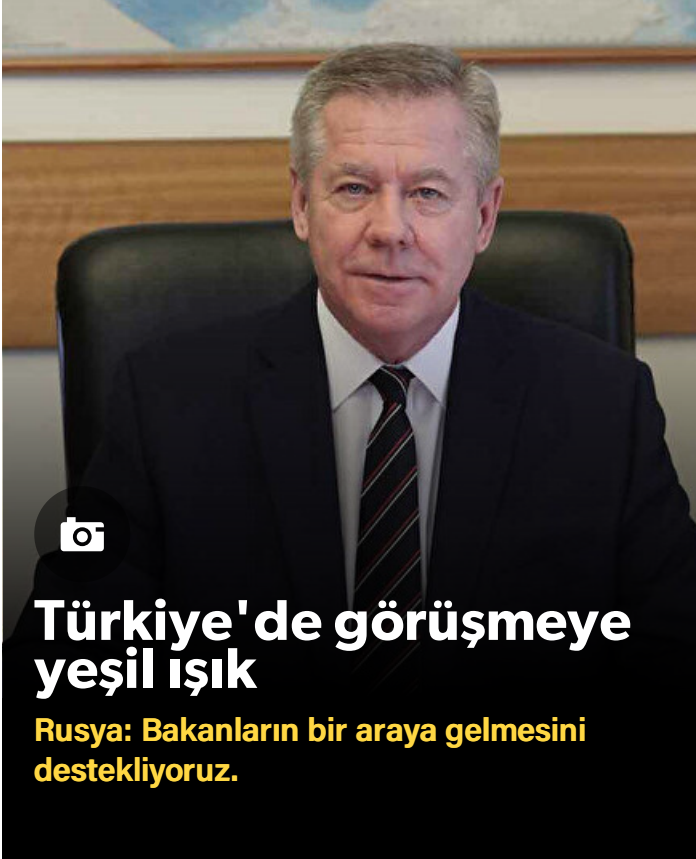 Türkiye'de görüşmeye
yeşil ışık
Rusya: Bakanların bir araya gelmesini
destekliyoruz.